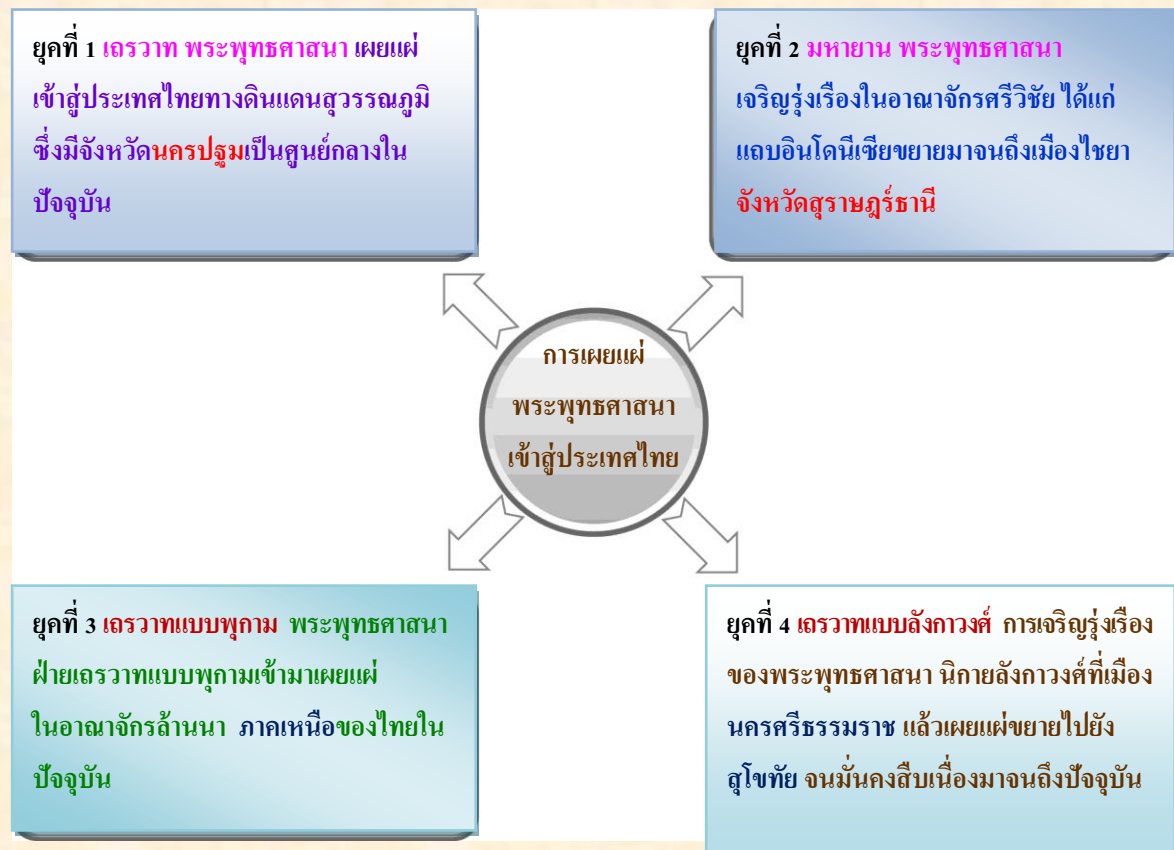 ยุคที่ 1 เถรวาท พระพุทธศาสนา เผยแผ่
เข้าสู่ประเทศไทยทางดินแดนสุวรรณภูมิ
ซึ่งมีจังหวัดนครปฐมเป็นศูนย์กลางใน
ปัจจุบัน
ยุคที่ 2 มหายาน พระพุทธศาสนา
เจริญรุ่งเรืองในอาณาจักรศรีวิชัย ได้แก่
แถบอินโดนีเซียขยายมาจนถึงเมืองไชยา
จังหวัดสุราษฎร์ธานี
การเผยแผ่
พระพุทธศาสนา
เข้าสู่ประเทศไทย
ยุคที่ 3 เถรวาทแบบพุกาม พระพุทธศาสนา
ฝ่ายเถรวาทแบบพุกามเข้ามาเผยแผ่
ในอาณาจักรล้านนา ภาคเหนือของไทยใน
ปัจจุบัน
ยุคที่ 4 เถรวาทแบบลังกาวงศ์ การเจริญรุ่งเรือง
ของพระพุทธศาสนา นิกายลังกาวงศ์ที่เมือง
นครศรีธรรมราช แล้วเผยแผ่ขยายไปยัง
สุโขทัย จนมั่นคงสืบเนื่องมาจนถึงปัจจุบัน